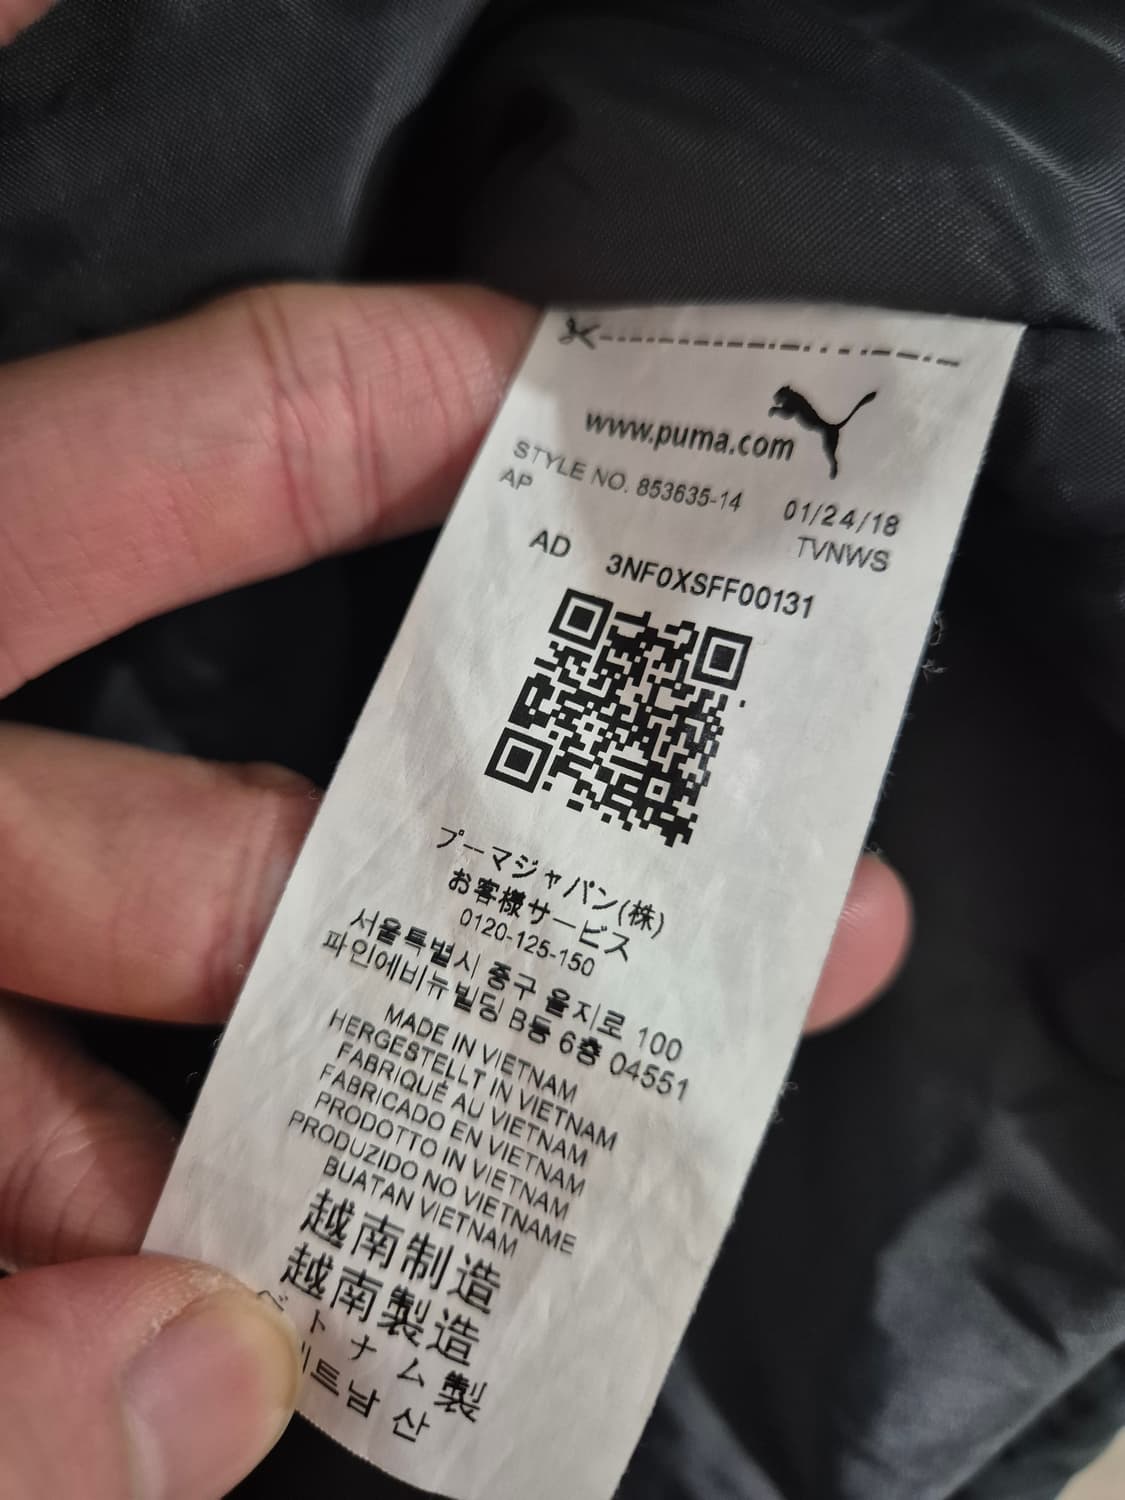 www.puma.com
STYLE NO. 853635-14 01/24/18
AP TVNWS
AD 3NF0XSFF00131
プーマジャパン(株)
お客様サービス
0120-125-150
서울특별시 중구 을지로 100
파인에비뉴빌딩 B동 6층 04551
MADE IN VIETNAM
HERGESTELLT IN VIETNAM
FABRIQUÉ AU VIETNAM
FABRICADO EN VIETNAM
PRODOTTO IN VIETNAM
PRODUZIDO NO VIETNAME
BUATAN VIETNAM
越南制造
越南製造
ベトナム製
베트남 산